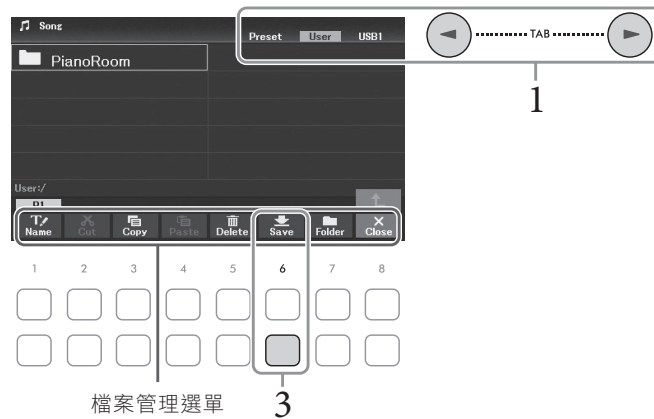 Song
Preset User USB1
TAB
1
PianoRoom
User:/
P1
Name Cut Copy Paste Delete Save Folder Close
1 2 3 4 5 6 7 8
檔案管理選單
3